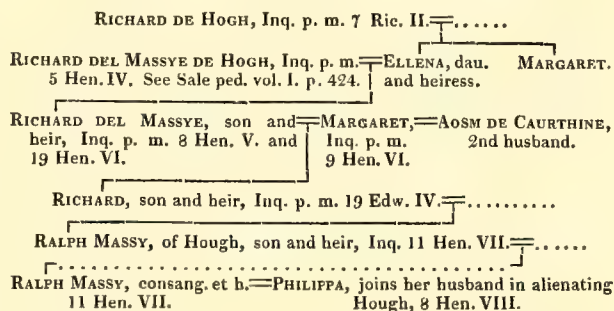 RICHARD DE HOGH, Inq. p. m. 7 Ric. II.=......
RICHARD DEL MASSYE DE HOGH, Inq. p. m.=ELLENA, dau. MARGARET.
5 Hen. IV. See Sale ped. vol. I. p. 424. and heiress.
RICHARD DEL MASSYE, son and=MARGARET,=AOSM DE CAURTHINE,
heir, Inq. p. m. 8 Hen. V. and Inq. p. m. 2nd husband.
19 Hen. VI. 9 Hen. VI.
RICHARD, son and heir, Inq. p. m. 19 Edw. IV.=..........
RALPH MASSY, of Hough, son and heir, Inq. 11 Hen. VII.=......
RALPH MASSY, consang. et h.=PHILIPPA, joins her husband in alienating
11 Hen. VII. Hough, 8 Hen. VIII.